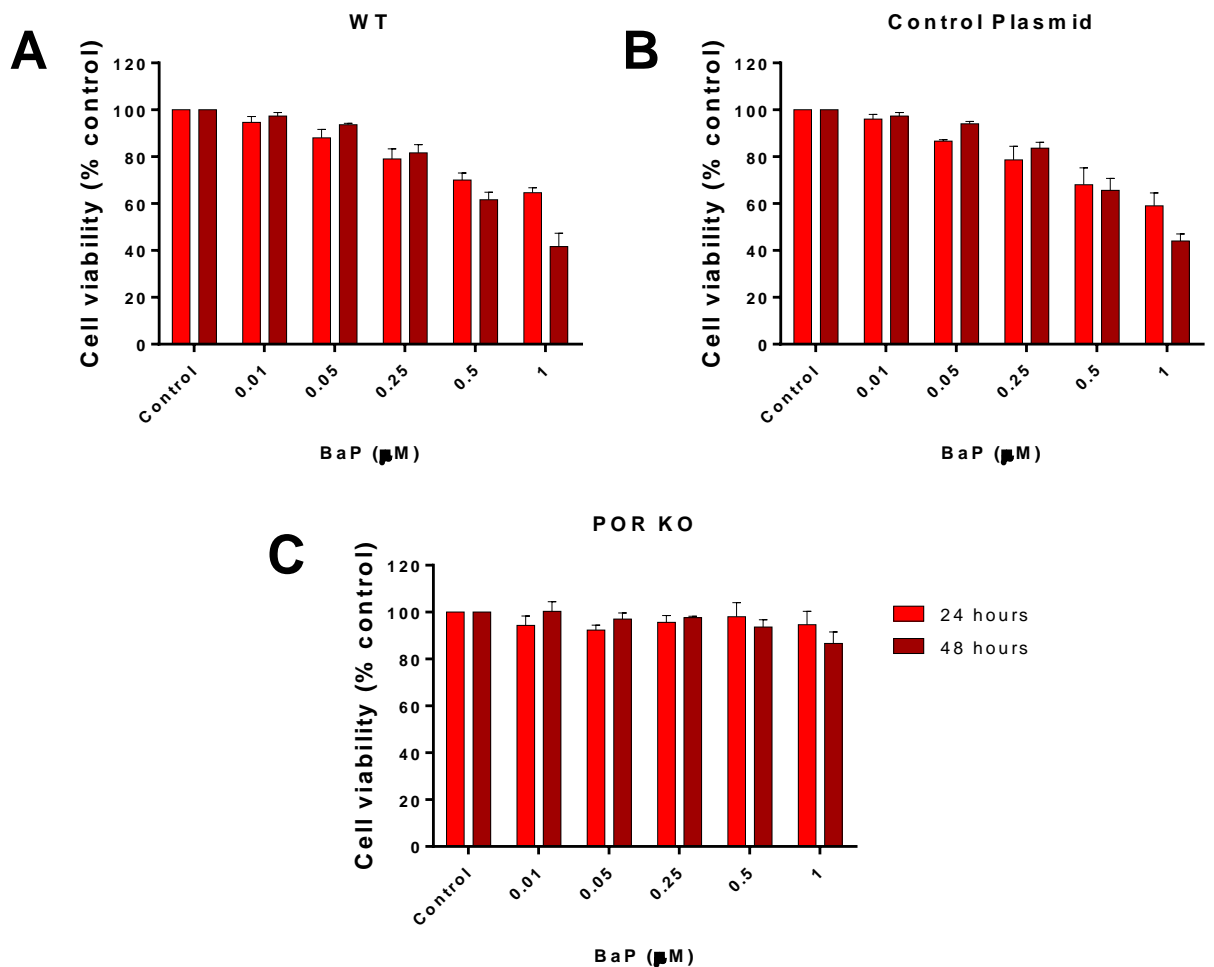 A
WT
Cell viability (% control)
120
100
80
60
40
20
0
Control
0.01
0.05
0.25
0.5
1
BaP (μM)
B
Control Plasmid
Cell viability (% control)
120
100
80
60
40
20
0
Control
0.01
0.05
0.25
0.5
1
BaP (μM)
C
POR KO
Cell viability (% control)
120
100
80
60
40
20
0
Control
0.01
0.05
0.25
0.5
1
BaP (μM)
24 hours
48 hours